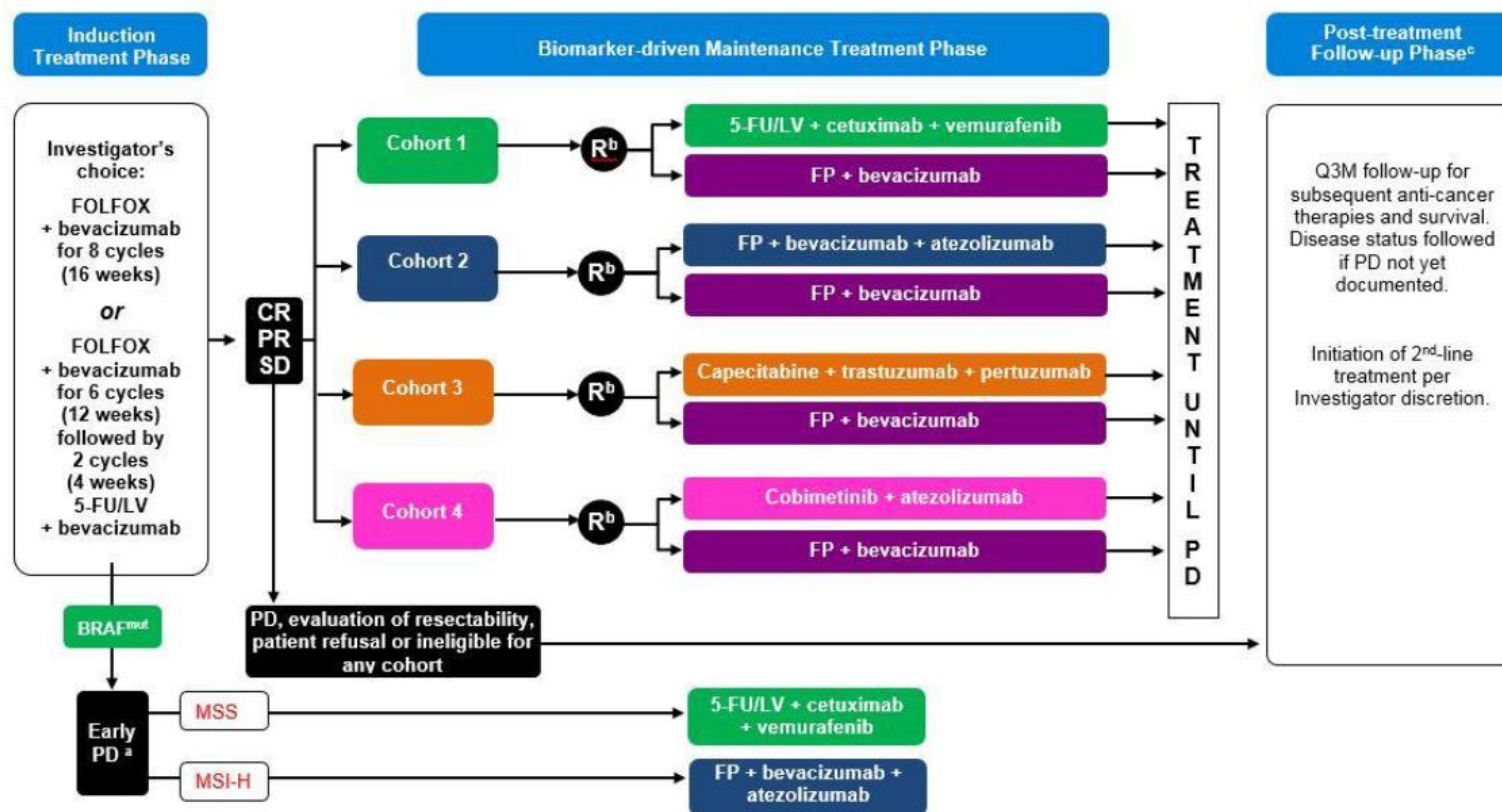 Induction
Treatment Phase
Biomarker-driven Maintenance Treatment Phase
Post-treatment
Follow-up Phaseᶜ
Investigator's
choice:
FOLFOX
+ bevacizumab
for 8 cycles
(16 weeks)
or
FOLFOX
+ bevacizumab
for 6 cycles
(12 weeks)
followed by
2 cycles
(4 weeks)
5-FU/LV
+ bevacizumab
CR
PR
SD
Cohort 1
Rᵇ
5-FU/LV + cetuximab + vemurafenib
FP + bevacizumab
Cohort 2
Rᵇ
FP + bevacizumab + atezolizumab
FP + bevacizumab
Cohort 3
Rᵇ
Capecitabine + trastuzumab + pertuzumab
FP + bevacizumab
Cohort 4
Rᵇ
Cobimetinib + atezolizumab
FP + bevacizumab
TREATMENT UNTIL PD
Q3M follow-up for
subsequent anti-cancer
therapies and survival.
Disease status followed
if PD not yet
documented.
Initiation of 2ⁿᵈ-line
treatment per
Investigator discretion.
BRAFᵐᵘᵗ
PD, evaluation of resectability,
patient refusal or ineligible for
any cohort
Early
PD ᵃ
MSS
5-FU/LV + cetuximab
+ vemurafenib
MSI-H
FP + bevacizumab +
atezolizumab